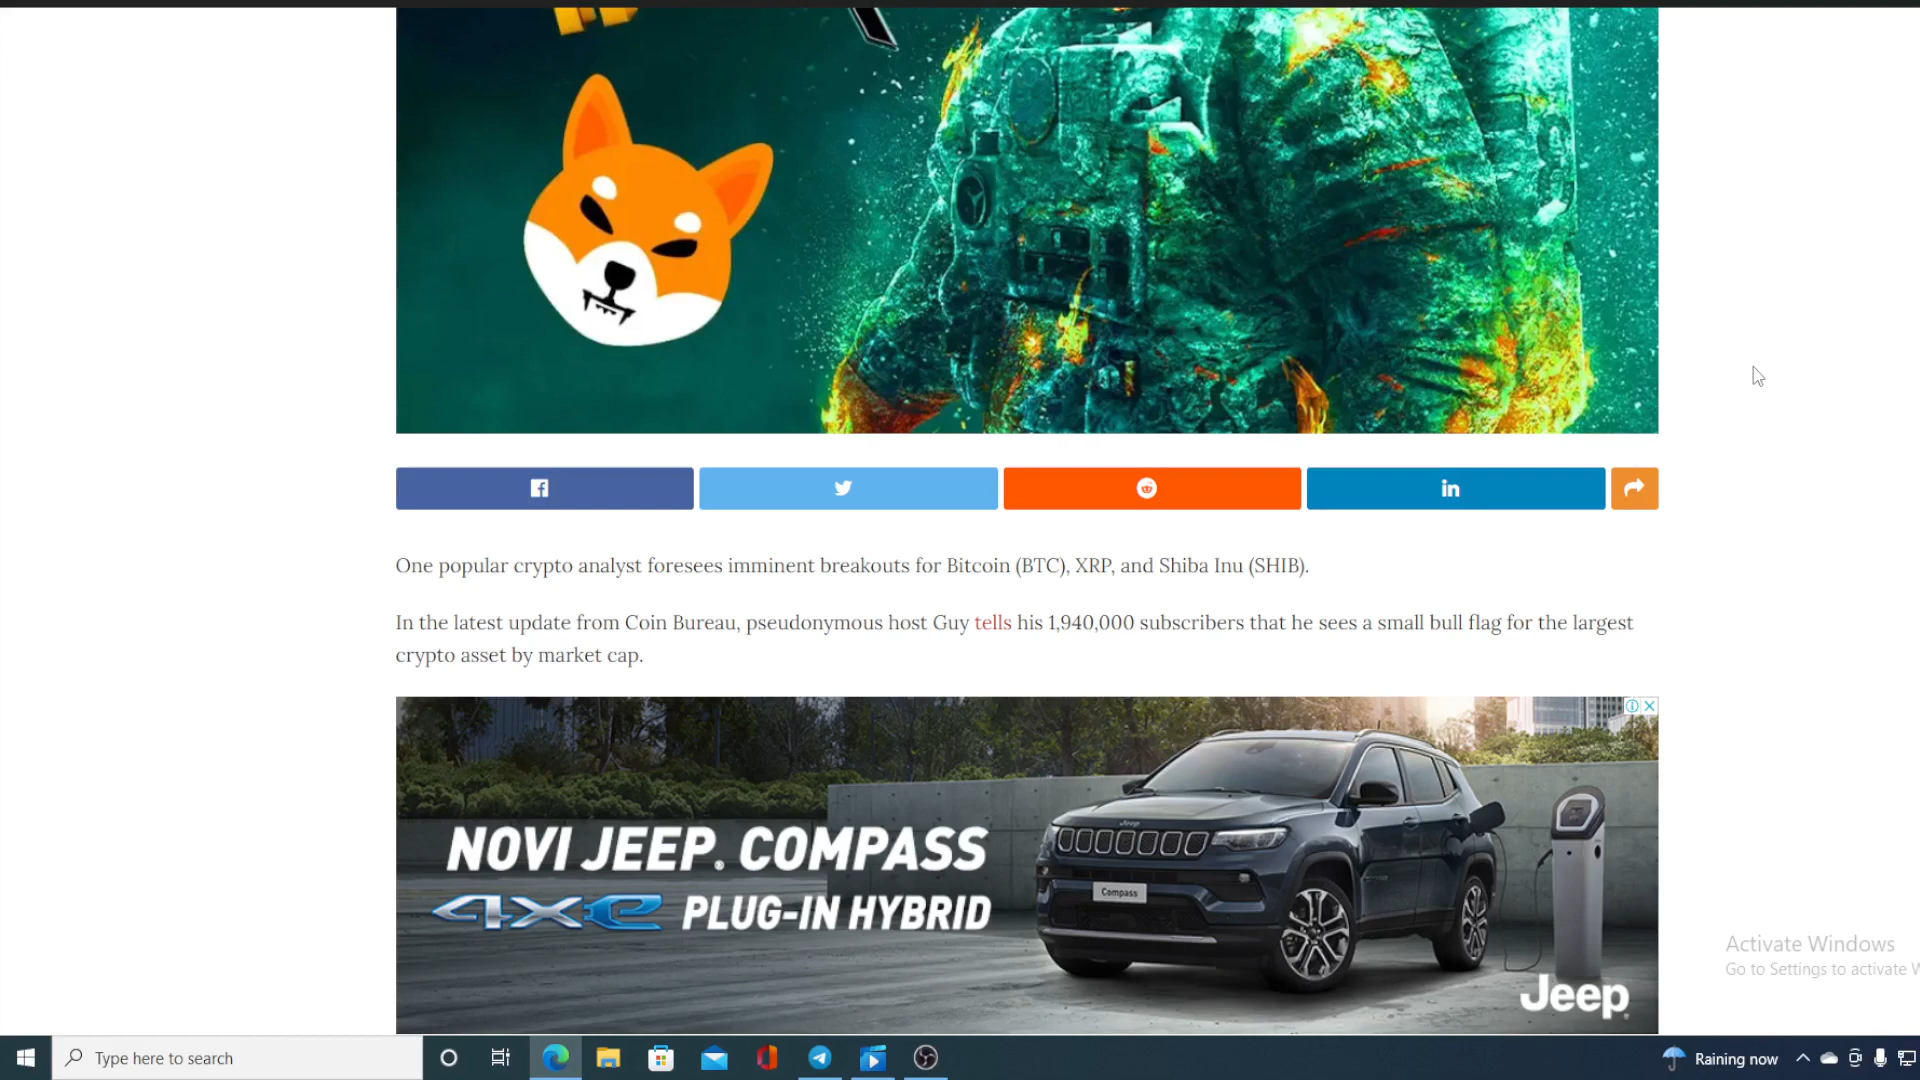 One popular crypto analyst foresees imminent breakouts for Bitcoin (BTC), XRP, and Shiba Inu (SHIB).
In the latest update from Coin Bureau, pseudonymous host Guy tells his 1,940,000 subscribers that he sees a small bull flag for the largest
crypto asset by market cap.
NOVI JEEP® COMPASS
4xe PLUG-IN HYBRID
Jeep
Compass
Jeep
Activate Windows
Go to Settings to activate W
Type here to search
Raining now